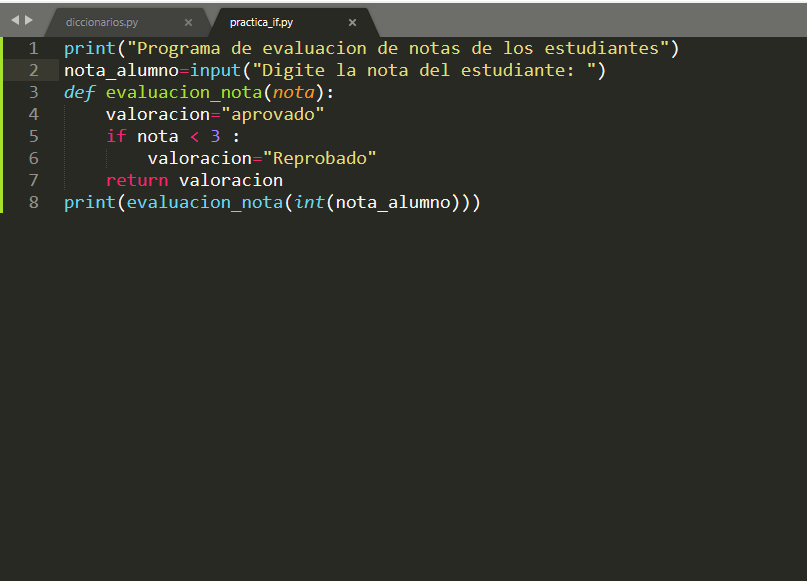 diccionarios.py × practica_if.py ×
1 print("Programa de evaluacion de notas de los estudiantes")
2 nota_alumno=input("Digite la nota del estudiante: ")
3 def evaluacion_nota(nota):
4     valoracion="aprovado"
5     if nota < 3 :
6         valoracion="Reprobado"
7     return valoracion
8 print(evaluacion_nota(int(nota_alumno)))